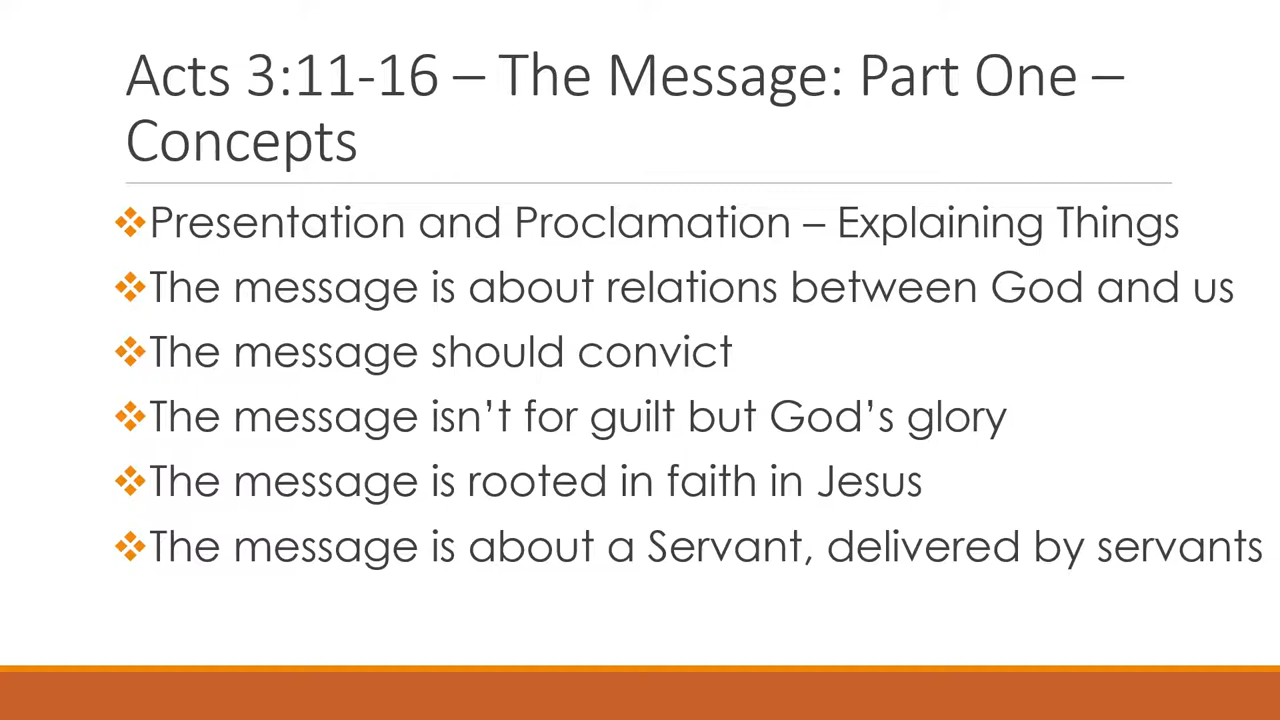 Acts 3:11-16 – The Message: Part One –
Concepts
❖Presentation and Proclamation – Explaining Things
❖The message is about relations between God and us
❖The message should convict
❖The message isn’t for guilt but God’s glory
❖The message is rooted in faith in Jesus
❖The message is about a Servant, delivered by servants